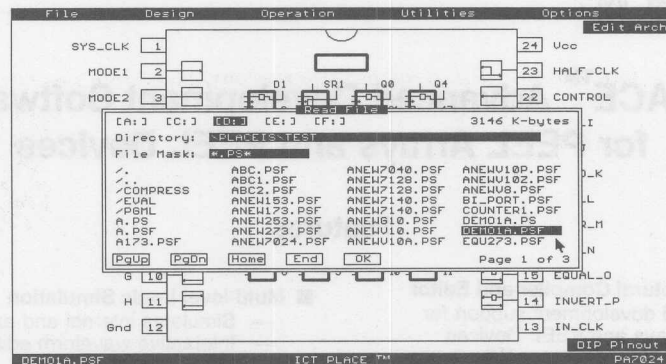 File Design Operation Utilities Options
Edit Arch
SYS_CLK 1 24 Vcc
MODE1 2 23 HALF_CLK
MODE2 3 D1 SR1 Q0 Q4 22 CONTROL
Read File
[A:] [C:] [D:] [E:] [F:] 3146 K-bytes
Directory: \PLACEIS\TEST
File Mask: *.PS*
/. ABC.PSF ANEW7040.PSF ANEWV10P.PSF
/.. ABC1.PSF ANEW7128.PS ANEWV10Z.PSF
/COMPRESS ABC2.PSF ANEW7128.PSF ANEWV8.PSF
/EVAL ANEW153.PSF ANEW7140.PSF BI_PORT.PSF
/PGML ANEW173.PSF ANEW7140.PSF COUNTER1.PSF
A.PS ANEW253.PSF ANEWG10.PSF DEMO1A.PS
A.PSF ANEW273.PSF ANEWV10.PSF DEMO1A.PSF
A173.PSF ANEW7024.PSF ANEWV10A.PSF EQU273.PSF
PgUp PgDn Home End OK Page 1 of 3
G 10 15 EQUAL_O
14 INVERT_P
Gnd 12 13 IN_CLK
DIP Pinout
DEMO1A.PSF ICT PLACE ™ PA7024